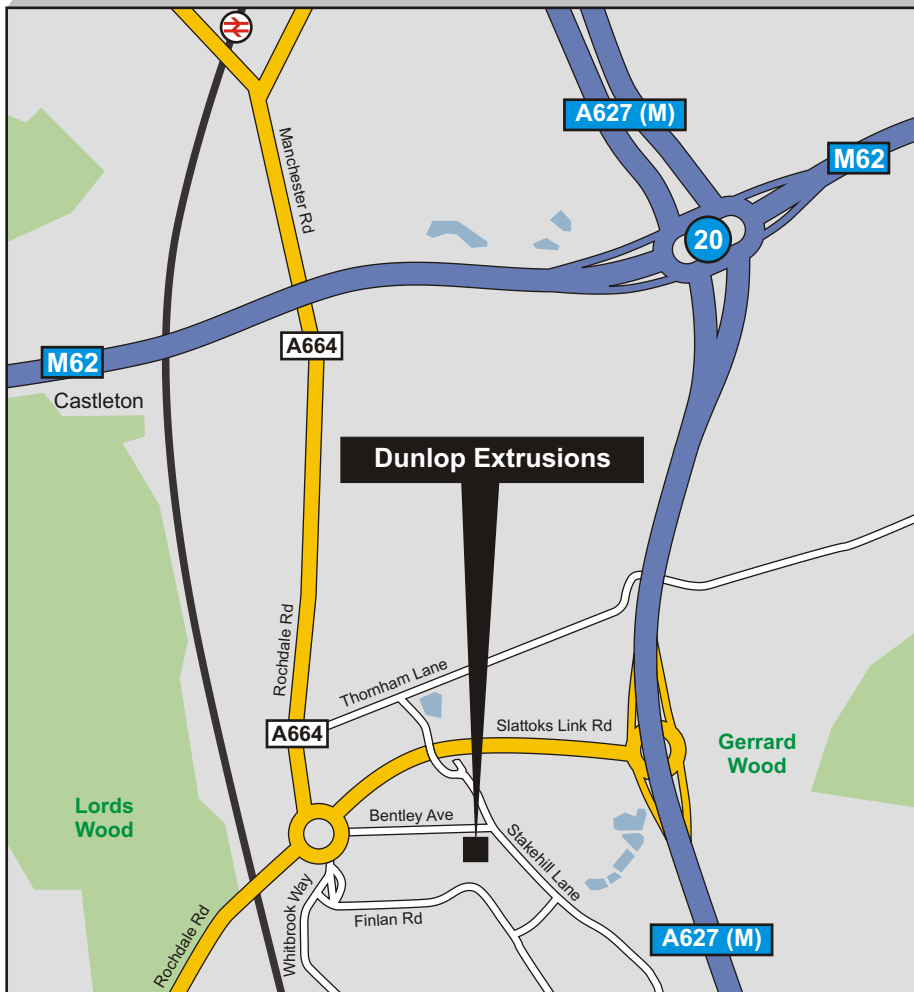 A627 (M)
M62
Manchester Rd
20
A664
M62
Castleton
Dunlop Extrusions
Rochdale Rd
Thornham Lane
Slattoks Link Rd
A664
Gerrard
Wood
Lords
Wood
Bentley Ave
Stakehill Lane
Whitbrook Way
Finlan Rd
Rochdale Rd
A627 (M)